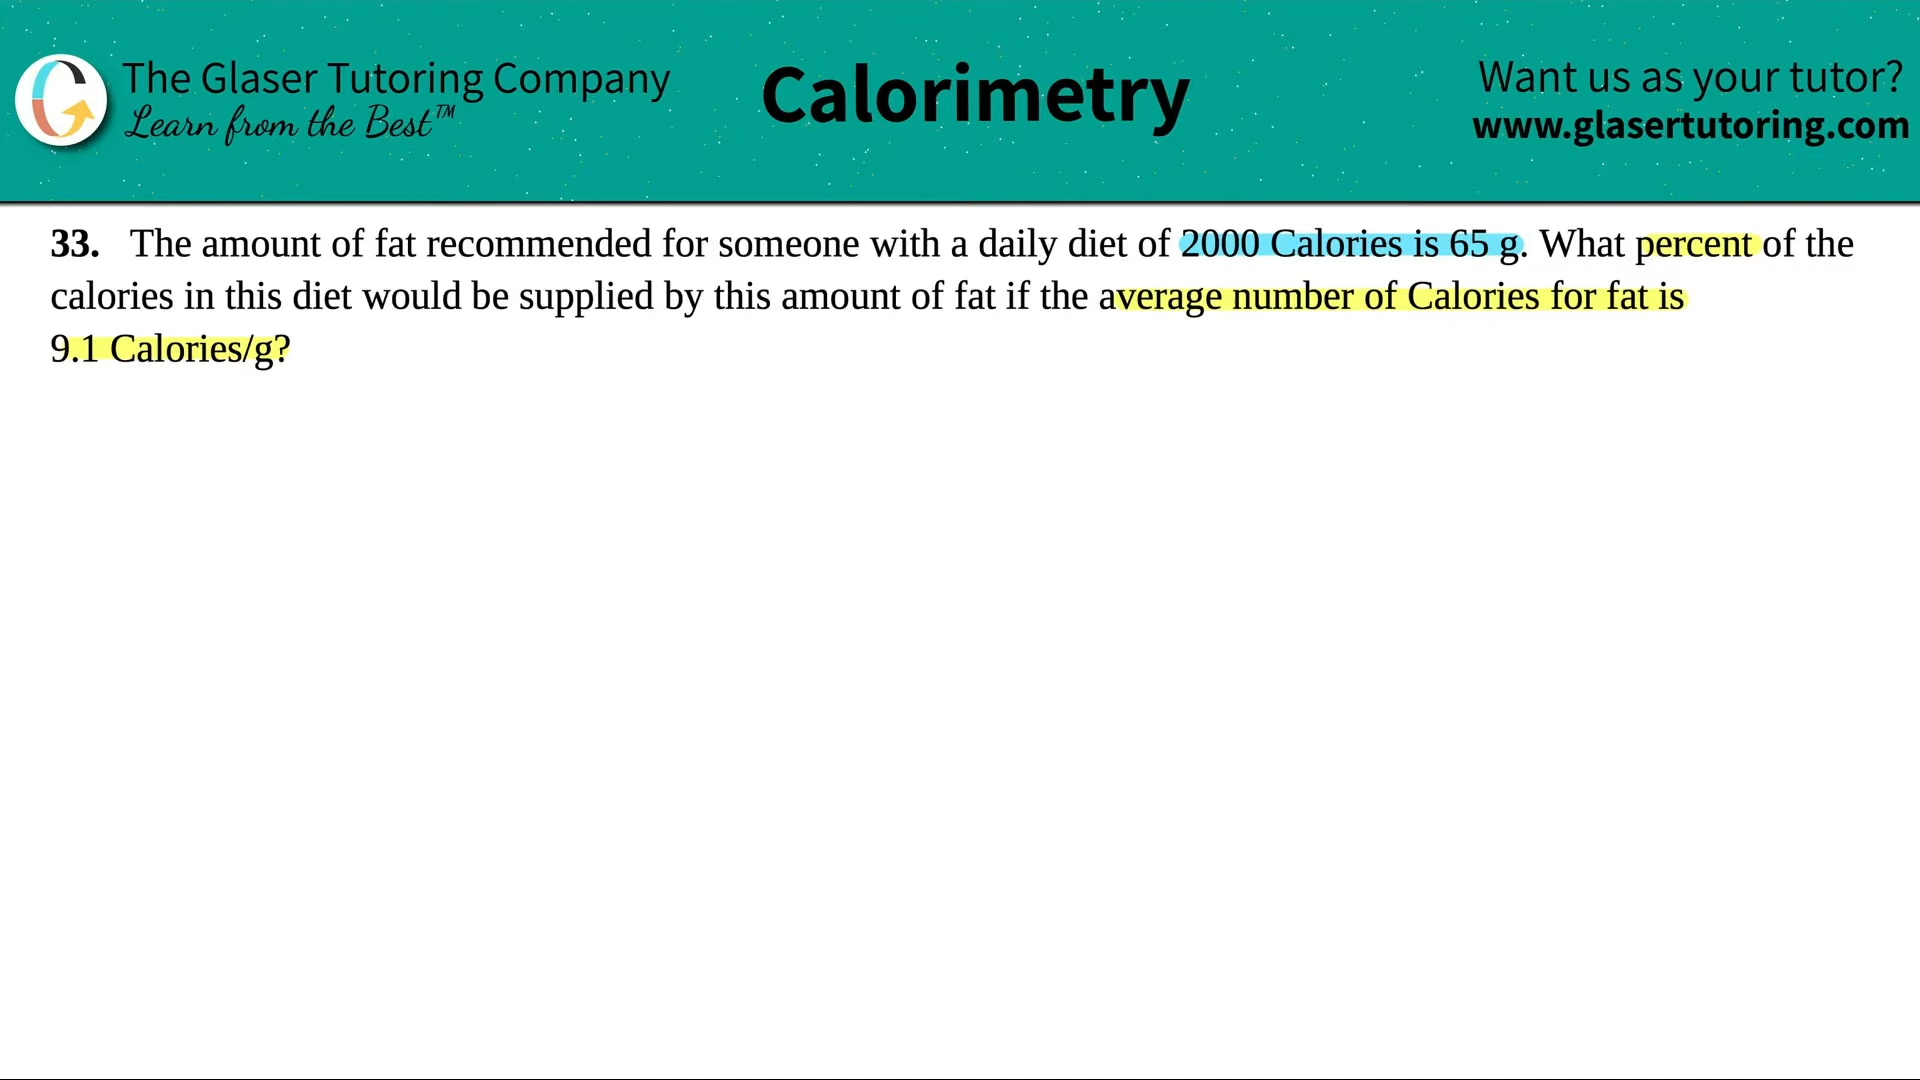 The Glaser Tutoring Company
Learn from the Best™
Calorimetry
Want us as your tutor?
www.glasertutoring.com
33. The amount of fat recommended for someone with a daily diet of 2000 Calories is 65 g. What percent of the
calories in this diet would be supplied by this amount of fat if the average number of Calories for fat is
9.1 Calories/g?